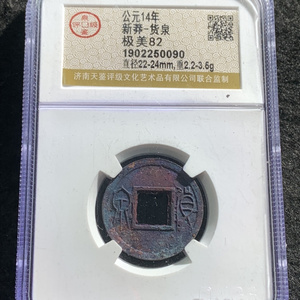 公元14年
新莽-货泉
极美82
1902250090
直径22-24mm,重2.2-3.6g
济南天鉴评级文化艺术品有限公司联合监制